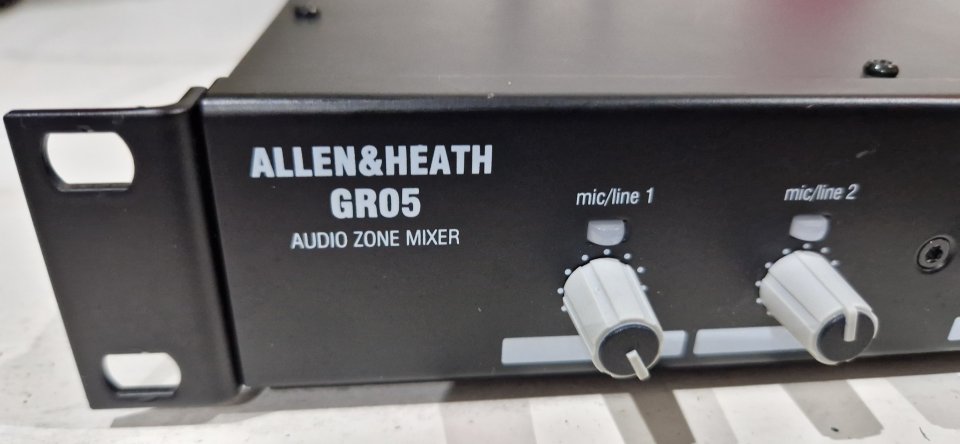 ALLEN&HEATH
GR05
AUDIO ZONE MIXER
mic/line 1
mic/line 2